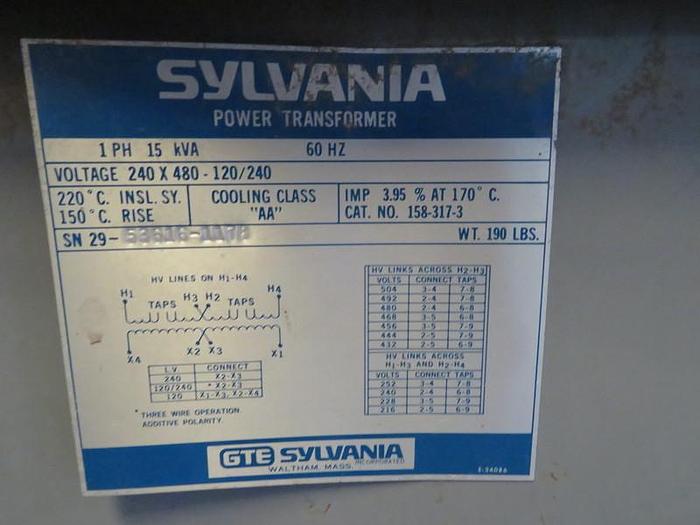 SYLVANIA
POWER TRANSFORMER
1 PH 15 kVA 60 HZ
VOLTAGE 240 X 480 - 120/240
220°C. INSL. SY. COOLING CLASS IMP 3.95 % AT 170° C.
150°C. RISE "AA" CAT. NO. 158-317-3
SN 29- WT. 190 LBS.
HV LINES ON H1-H4
H1 TAPS H3 H2 TAPS H4
X4 X2 X3 X1
L.V. CONNECT
240 X2-X3
120/240 * X2-X3
120 X1-X3, X2-X4
* THREE WIRE OPERATION
ADDITIVE POLARITY.
HV LINKS ACROSS H2-H3
VOLTS CONNECT TAPS
504 3-4 7-8
492 2-4 7-8
480 2-4 6-8
468 3-5 6-8
456 3-5 7-9
444 2-5 7-9
432 2-5 6-9
HV LINKS ACROSS
H1-H3 AND H2-H4
VOLTS CONNECT TAPS
252 3-4 7-8
240 2-4 6-8
228 3-5 7-9
216 2-5 6-9
GTE SYLVANIA
INCORPORATED
WALTHAM, MASS.